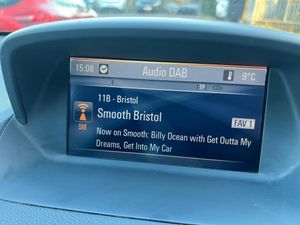 15:08 Audio DAB 9°C
TP
11B - Bristol
Smooth Bristol
DAB FAV 1
Now on Smooth: Billy Ocean with Get Outta My
Dreams, Get Into My Car